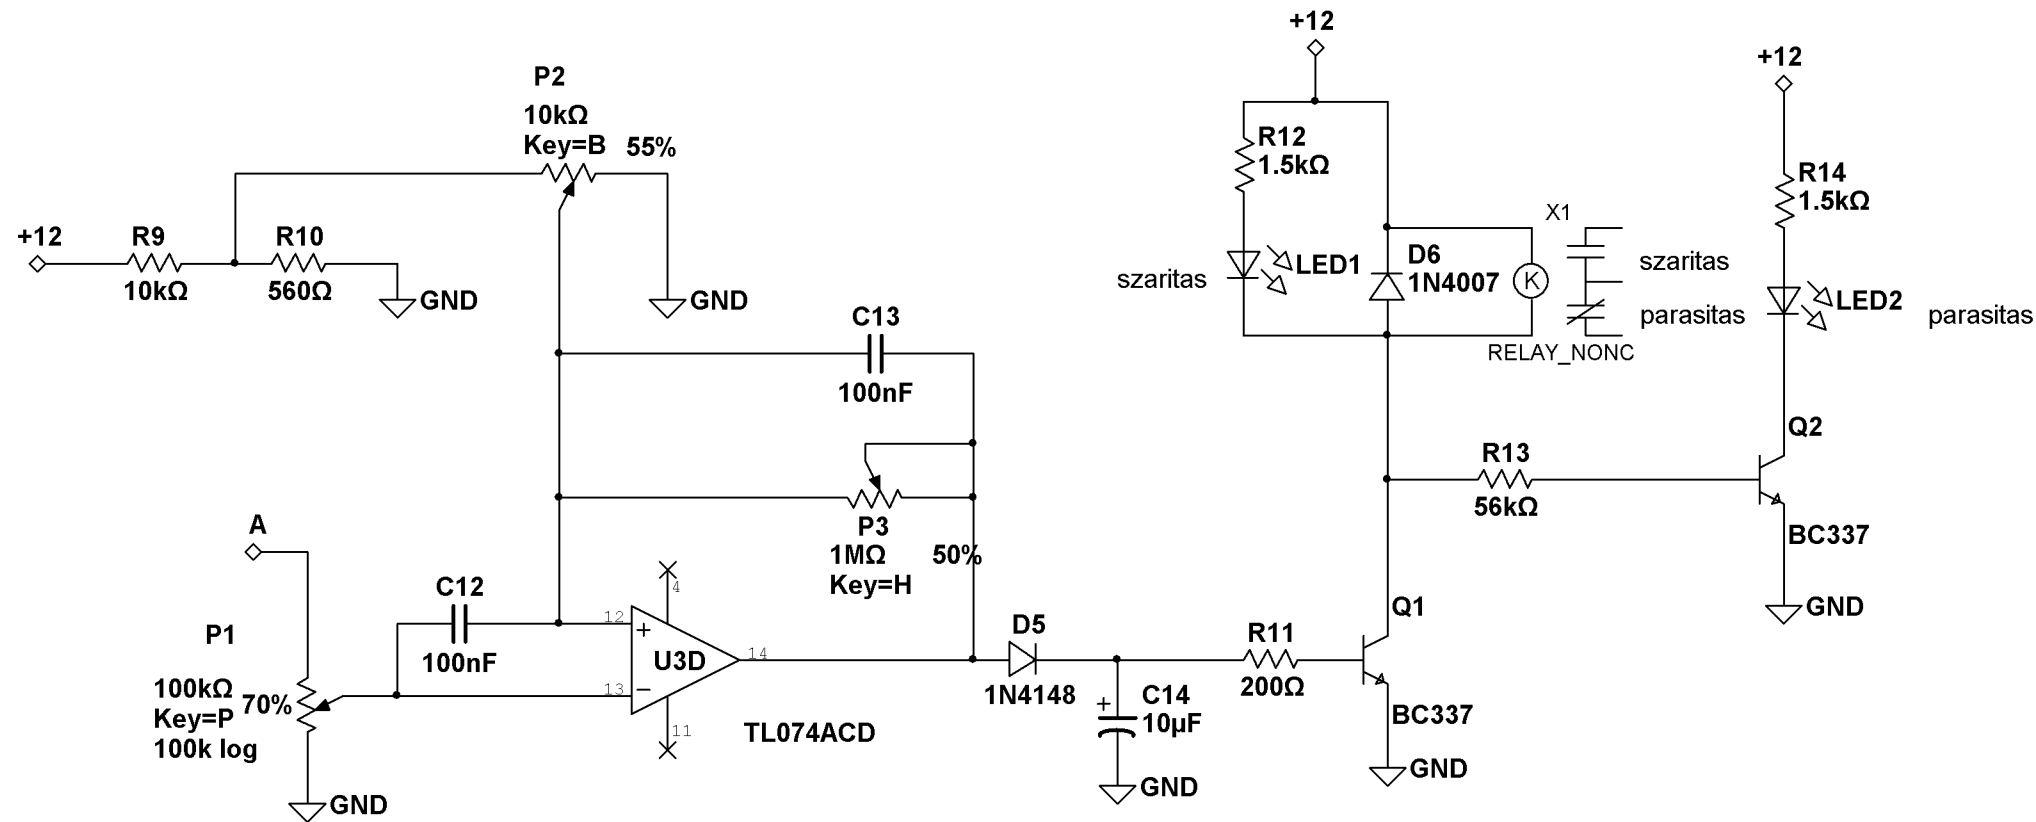 +12
+12
P2
10kΩ
Key=B 55%
R12
1.5kΩ
R14
1.5kΩ
X1
+12
R9
10kΩ
R10
560Ω
GND
GND
szaritas
LED1
D6
1N4007
K
szaritas
parasitas
RELAY_NONC
LED2
parasitas
C13
100nF
Q2
R13
56kΩ
BC337
GND
P3
1MΩ 50%
Key=H
A
C12
100nF
P1
100kΩ
Key=P 70%
100k log
GND
4
12
+
U3D
14
13
−
11
TL074ACD
D5
1N4148
+
C14
10µF
GND
R11
200Ω
Q1
BC337
GND